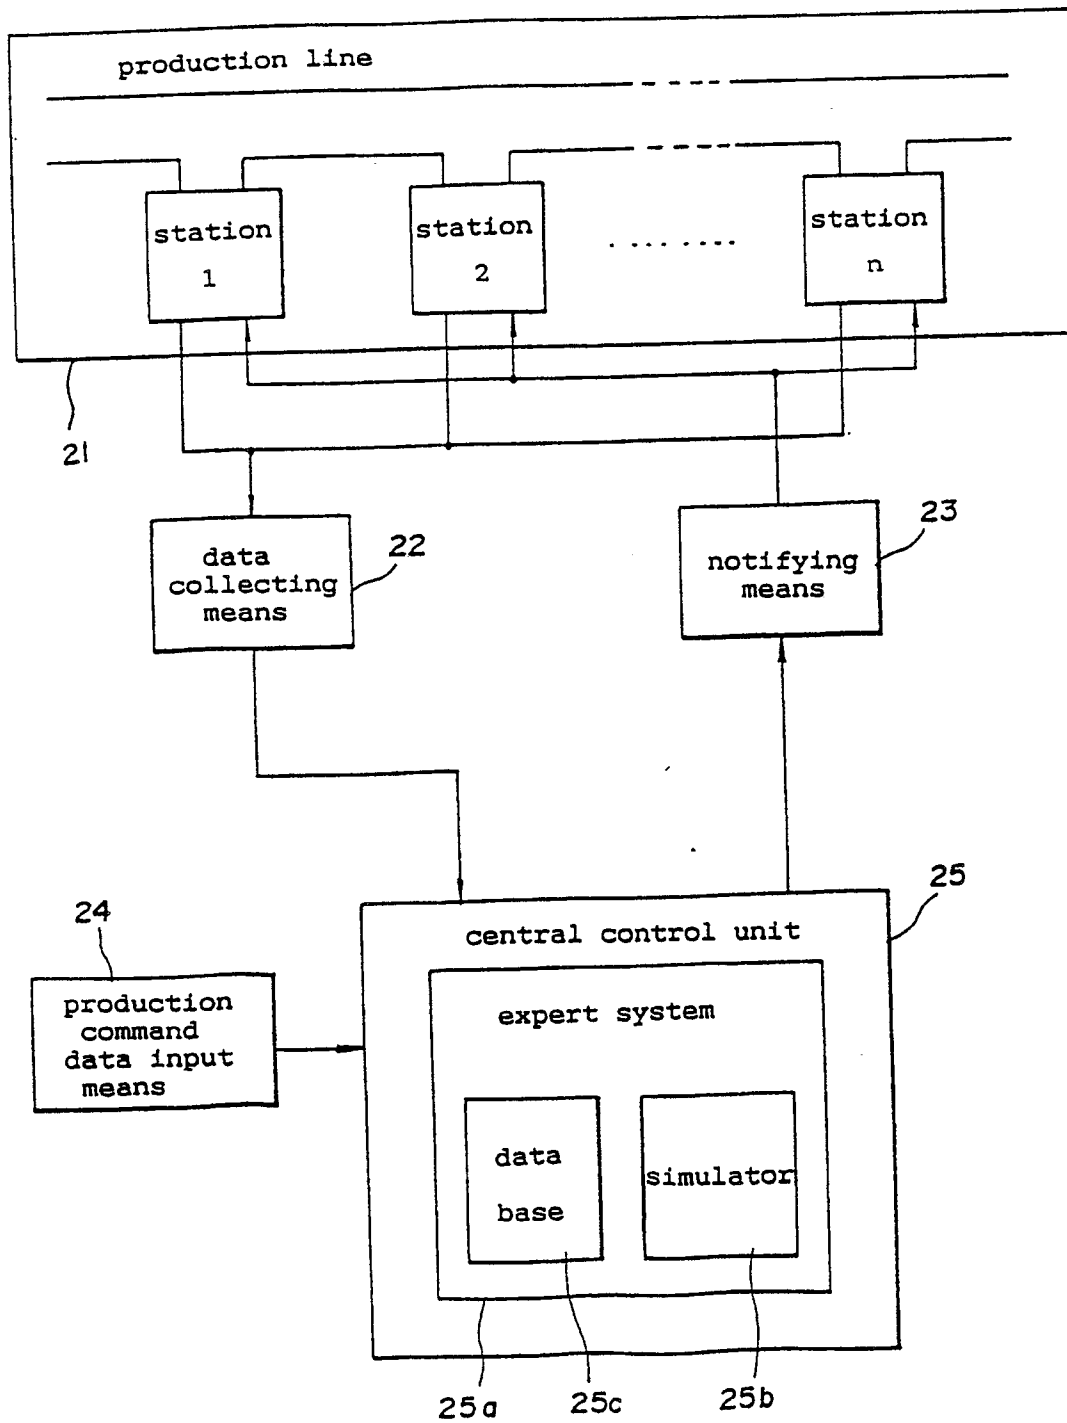 production line
station
1
station
2
........
station
n
21
data
collecting
means
22
notifying
means
23
24
production
command
data input
means
central control unit
25
expert system
data
base
simulator
25a
25c
25b